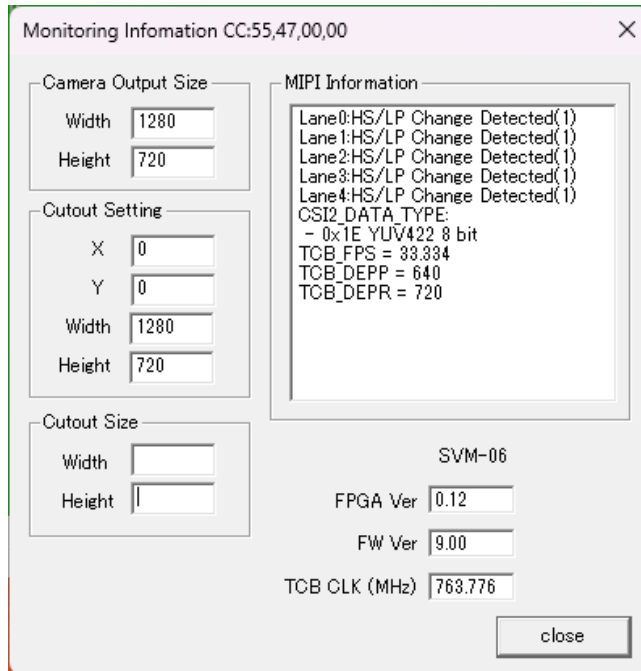 Monitoring Infomation CC:55,47,00,00
Camera Output Size
Width 1280
Height 720
Cutout Setting
X 0
Y 0
Width 1280
Height 720
Cutout Size
Width
Height
MIPI Information
Lane0:HS/LP Change Detected(1)
Lane1:HS/LP Change Detected(1)
Lane2:HS/LP Change Detected(1)
Lane3:HS/LP Change Detected(1)
Lane4:HS/LP Change Detected(1)
CSI2_DATA_TYPE:
- 0x1E YUV422 8 bit
TCB_FPS = 33.334
TCB_DEPP = 640
TCB_DEPR = 720
SVM-06
FPGA Ver 0.12
FW Ver 9.00
TCB CLK (MHz) 763.776
close